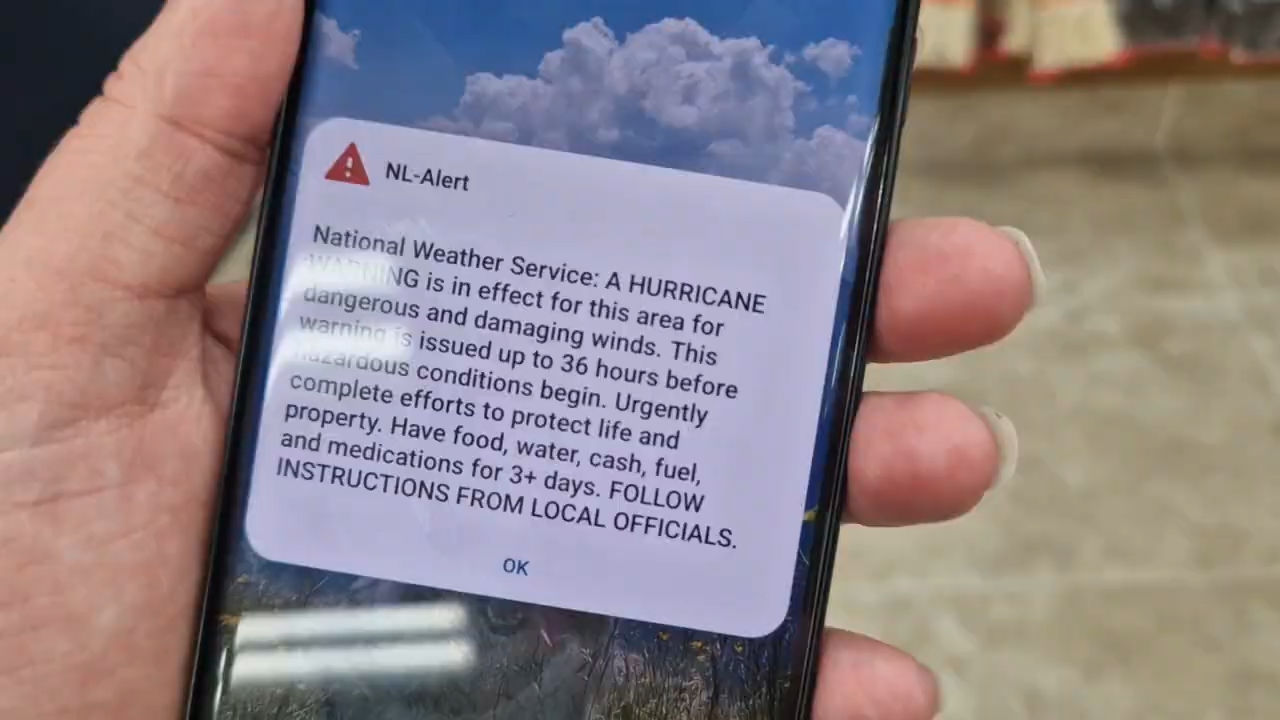 NL-Alert
National Weather Service: A HURRICANE
WARNING is in effect for this area for
dangerous and damaging winds. This
warning is issued up to 36 hours before
hazardous conditions begin. Urgently
complete efforts to protect life and
property. Have food, water, cash, fuel,
and medications for 3+ days. FOLLOW
INSTRUCTIONS FROM LOCAL OFFICIALS.
OK